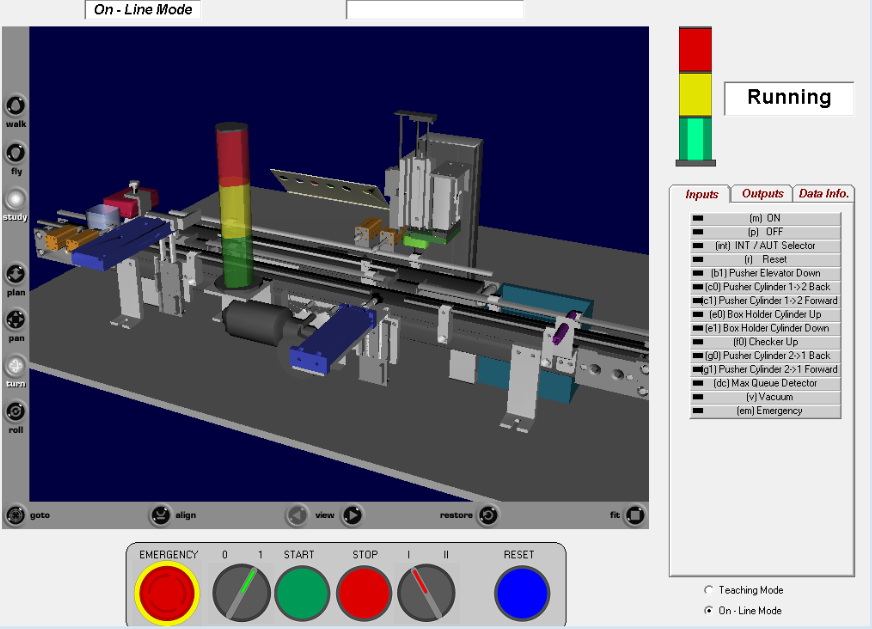 On - Line Mode
Running
walk
fly
study
plan
pan
turn
roll
goto
align
view
restore
fit
Inputs
Outputs
Data Info.
(m) ON
(p) OFF
(int) INT / AUT Selector
(r) Reset
(b1) Pusher Elevator Down
(c0) Pusher Cylinder 1->2 Back
(c1) Pusher Cylinder 1->2 Forward
(e0) Box Holder Cylinder Up
(e1) Box Holder Cylinder Down
(f0) Checker Up
(g0) Pusher Cylinder 2->1 Back
(g1) Pusher Cylinder 2->1 Forward
(dc) Max Queue Detector
(v) Vacuum
(em) Emergency
EMERGENCY
0 1
START
STOP
I II
RESET
Teaching Mode
On - Line Mode